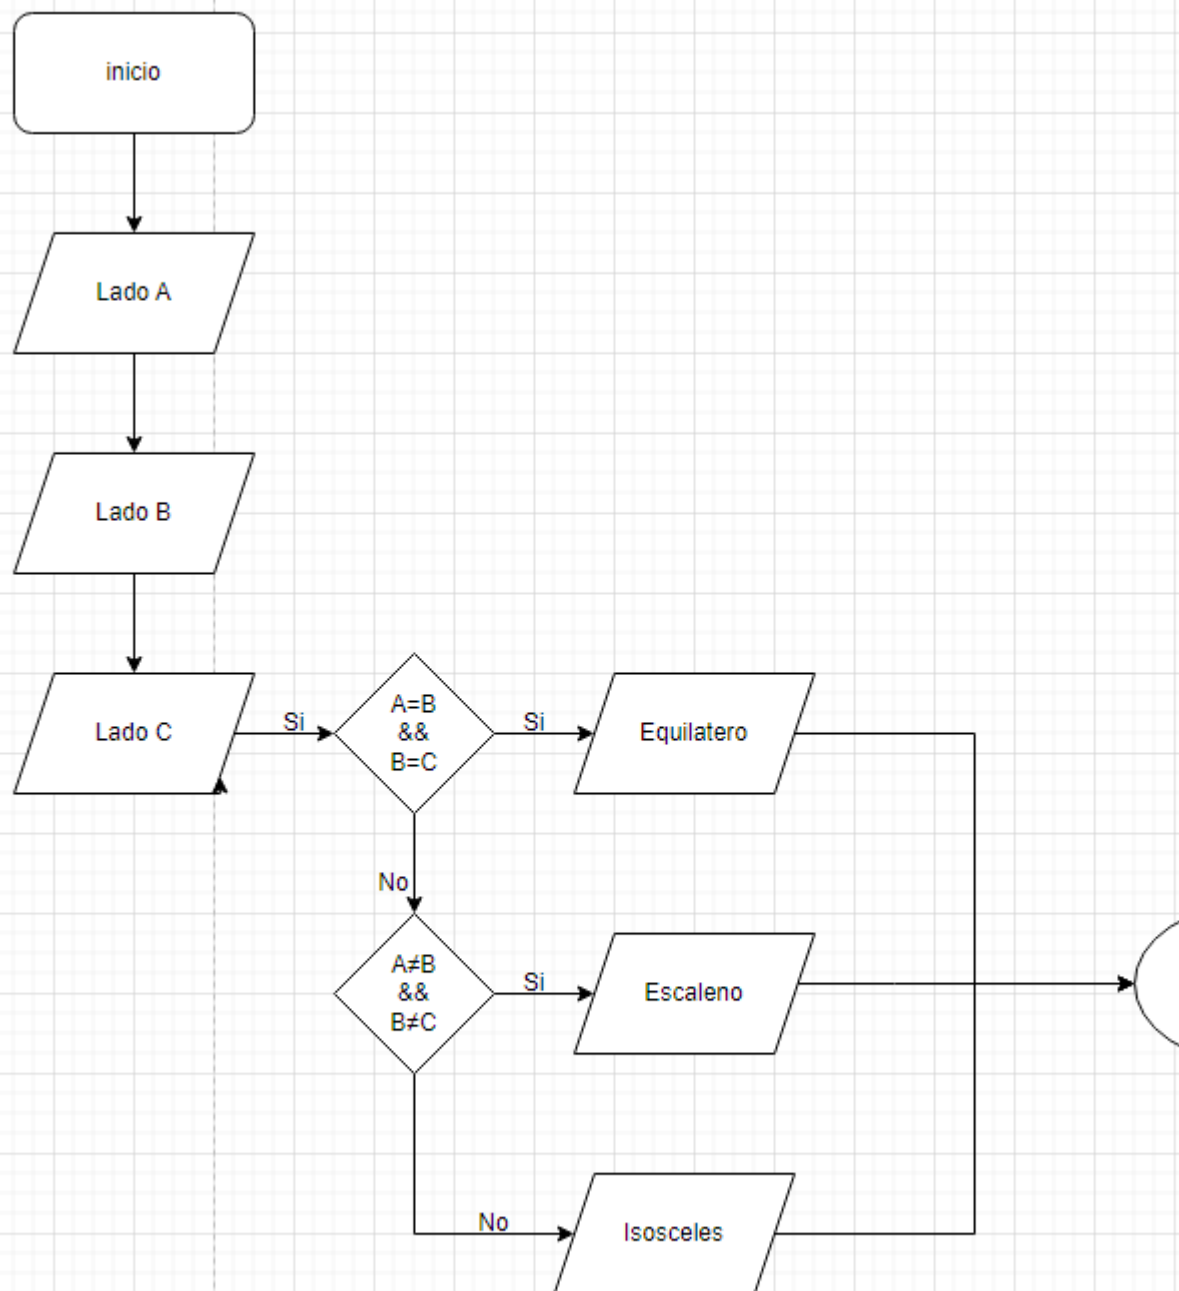 inicio
Lado A
Lado B
Lado C
Si
A=B
&&
B=C
Si
Equilatero
No
A≠B
&&
B≠C
Si
Escaleno
No
Isosceles